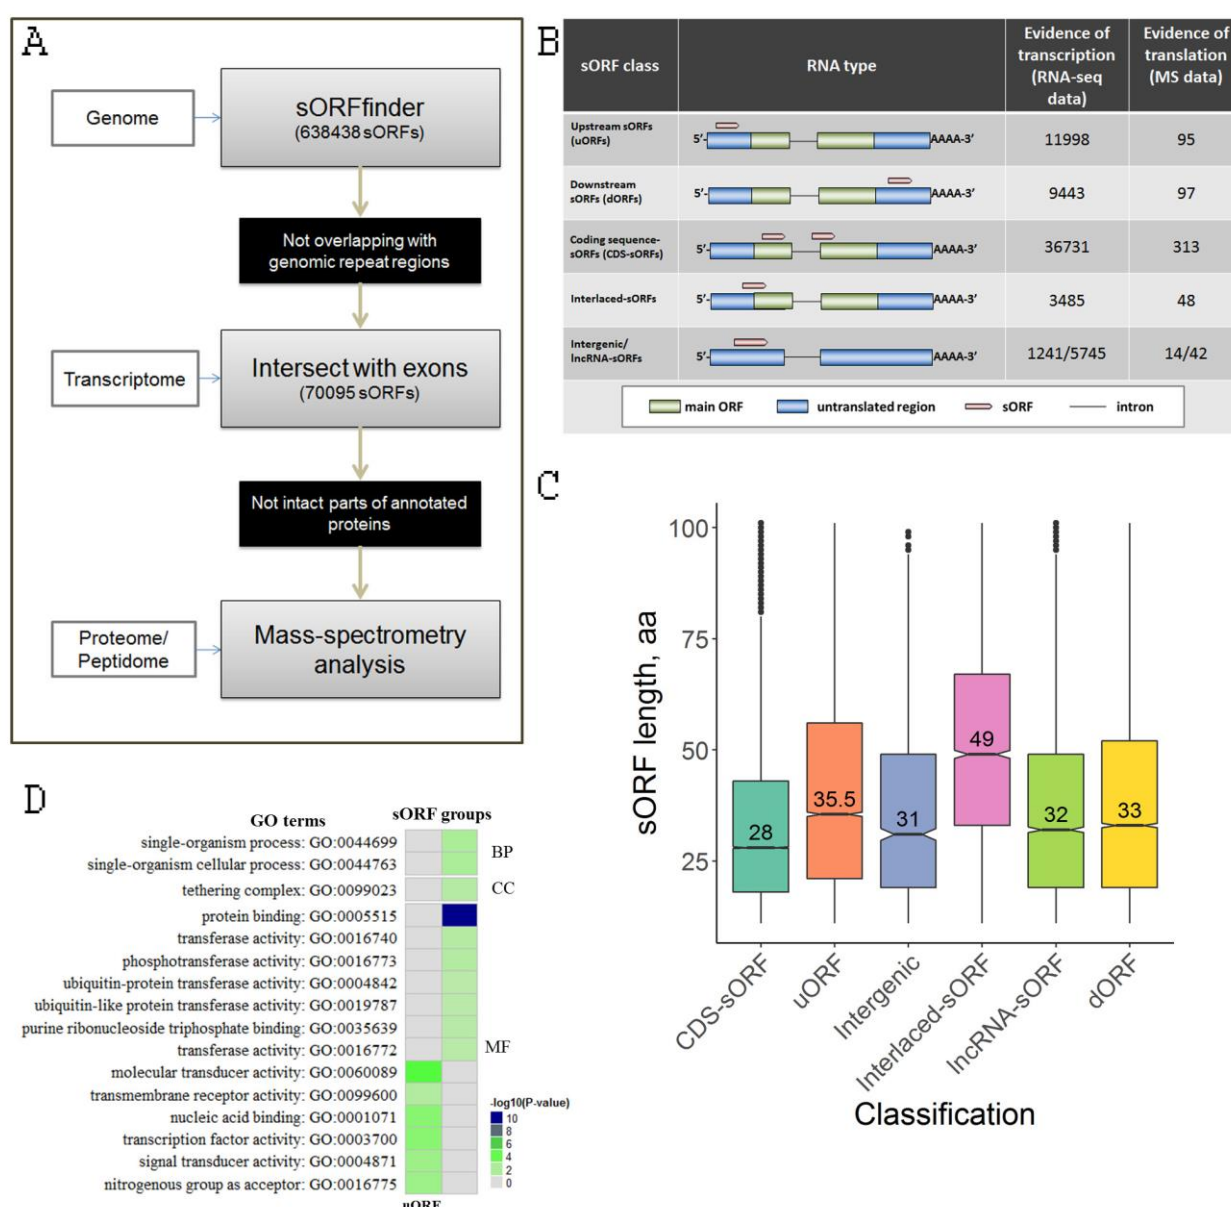 A
Genome
sORFfinder
(638438 sORFs)
Not overlapping with
genomic repeat regions
Transcriptome
Intersect with exons
(70095 sORFs)
Not intact parts of annotated
proteins
Proteome/
Peptidome
Mass-spectrometry
analysis
B
sORF class
RNA type
Evidence of
transcription
(RNA-seq
data)
Evidence of
translation
(MS data)
Upstream sORFs
(uORFs)
5'- AAAA-3'
11998
95
Downstream
sORFs (dORFs)
5'- AAAA-3'
9443
97
Coding sequence-
sORFs (CDS-sORFs)
5'- AAAA-3'
36731
313
Interlaced-sORFs
5'- AAAA-3'
3485
48
Intergenic/
lncRNA-sORFs
5'- AAAA-3'
1241/5745
14/42
main ORF untranslated region sORF intron
C
sORF length, aa
100
75
50
25
28
35.5
31
49
32
33
CDS-sORF
uORF
Intergenic
Interlaced-sORF
lncRNA-sORF
dORF
Classification
D
GO terms
sORF groups
single-organism process: GO:0044699
single-organism cellular process: GO:0044763
BP
tethering complex: GO:0099023
CC
protein binding: GO:0005515
transferase activity: GO:0016740
phosphotransferase activity: GO:0016773
ubiquitin-protein transferase activity: GO:0004842
ubiquitin-like protein transferase activity: GO:0019787
purine ribonucleoside triphosphate binding: GO:0035639
transferase activity: GO:0016772
MF
molecular transducer activity: GO:0060089
transmembrane receptor activity: GO:0099600
nucleic acid binding: GO:0001071
transcription factor activity: GO:0003700
signal transducer activity: GO:0004871
nitrogenous group as acceptor: GO:0016775
-log10(P-value)
10
8
6
4
2
0
uORF